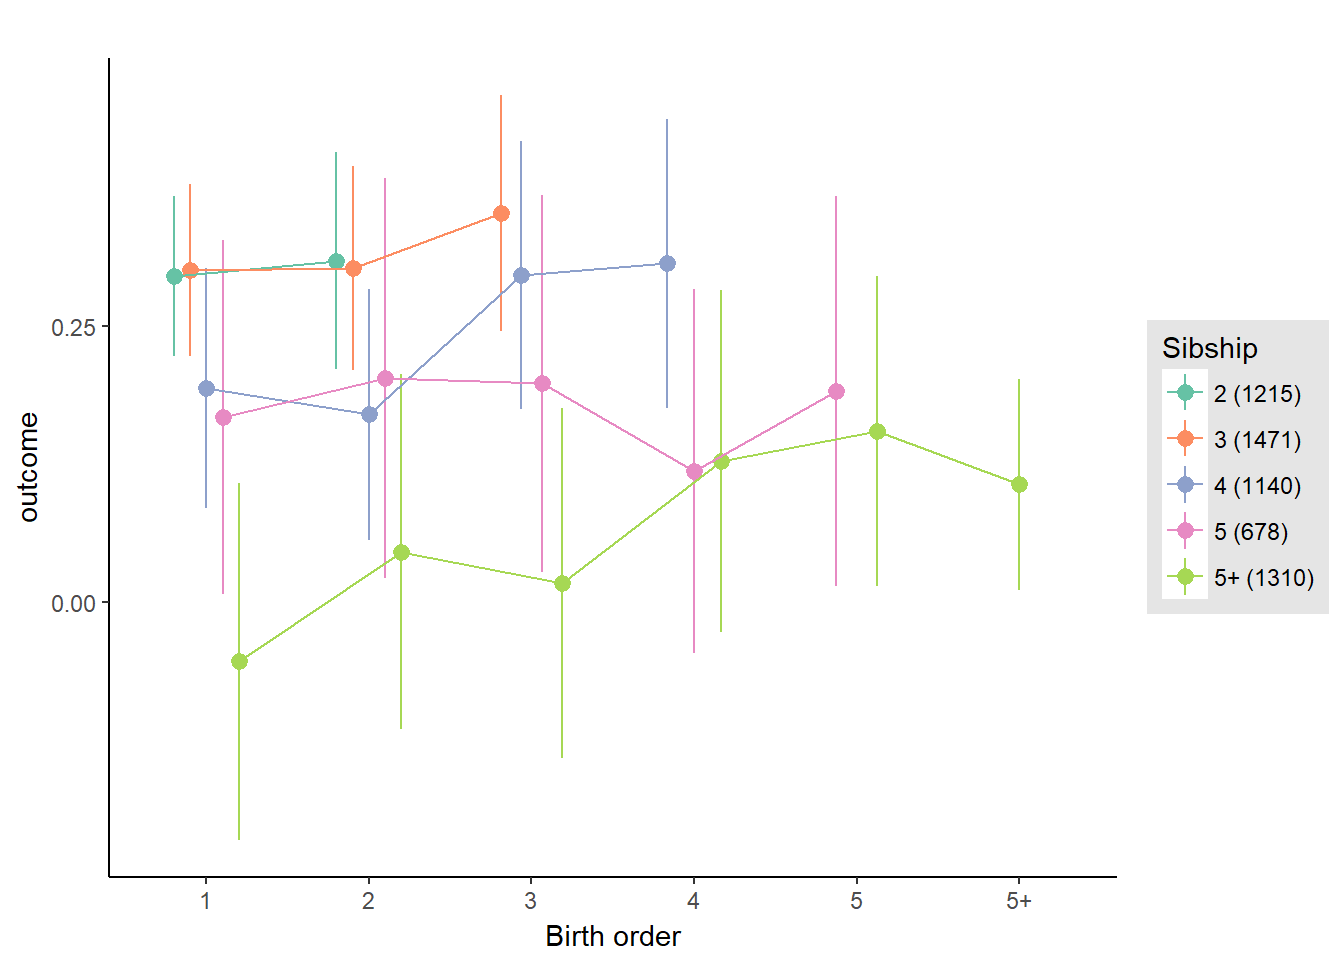 outcome
0.25
0.00
1 2 3 4 5 5+
Birth order
Sibship
2 (1215)
3 (1471)
4 (1140)
5 (678)
5+ (1310)